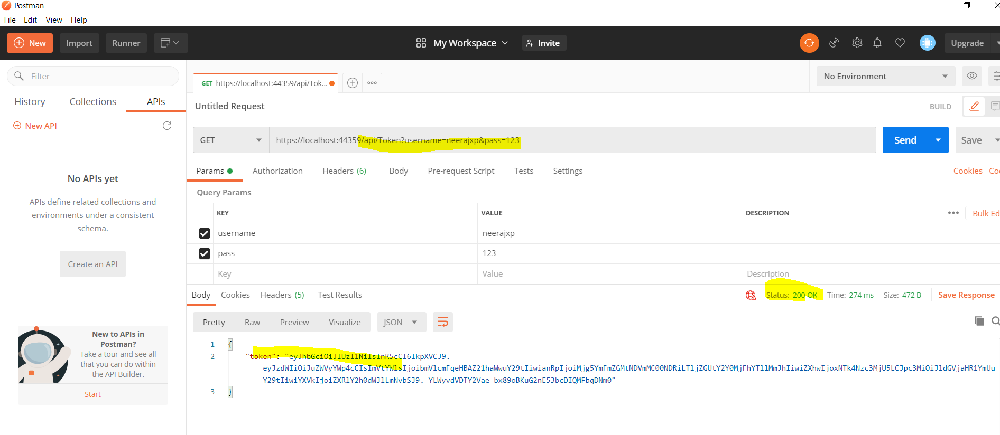 Postman
File Edit View Help
New Import Runner My Workspace Invite Upgrade
Filter
GET https://localhost:44359/api/Tok...
No Environment
History Collections APIs
Untitled Request
BUILD
New API
GET https://localhost:44359/api/Token?username=neerajxp&pass=123 Send Save
Params Authorization Headers (6) Body Pre-request Script Tests Settings Cookies
No APIs yet
APIs define related collections and
environments under a consistent
schema.
Create an API
Query Params
KEY VALUE DESCRIPTION Bulk Ed
username neerajxp
pass 123
Key Value Description
Body Cookies Headers (5) Test Results Status: 200 OK Time: 274 ms Size: 472 B Save Response
Pretty Raw Preview Visualize JSON
New to APIs in
Postman?
Take a tour and see all
that you can do within
the API Builder.
Start
1 {
2 "token": "eyJhbGciOiJIUzI1NiIsInR5cCI6IkpXVCJ9.
eyJzdWIiOiJuZWVyYWp4cCIsImVtYWlsIjoibmVlcmFqeHBAZ21haWwuY29tIiwianRpIjoiMjg5YmFmZGMtNDVmMC00NDRiLTljZGUtY2Y0MjFhYTllMmJhIiwiZXhwIjoxNTk4Nzc3MjU5LCJpc3MiOiJldGVjaHR1YmUu
Y29tIiwiYXVkIjoiZXRlY2h0dWJlLmNvbSJ9.-YLWyvdVDTY2Vae-bx89oBKuG2nE53bcDIQMFbqDNm0"
3 }